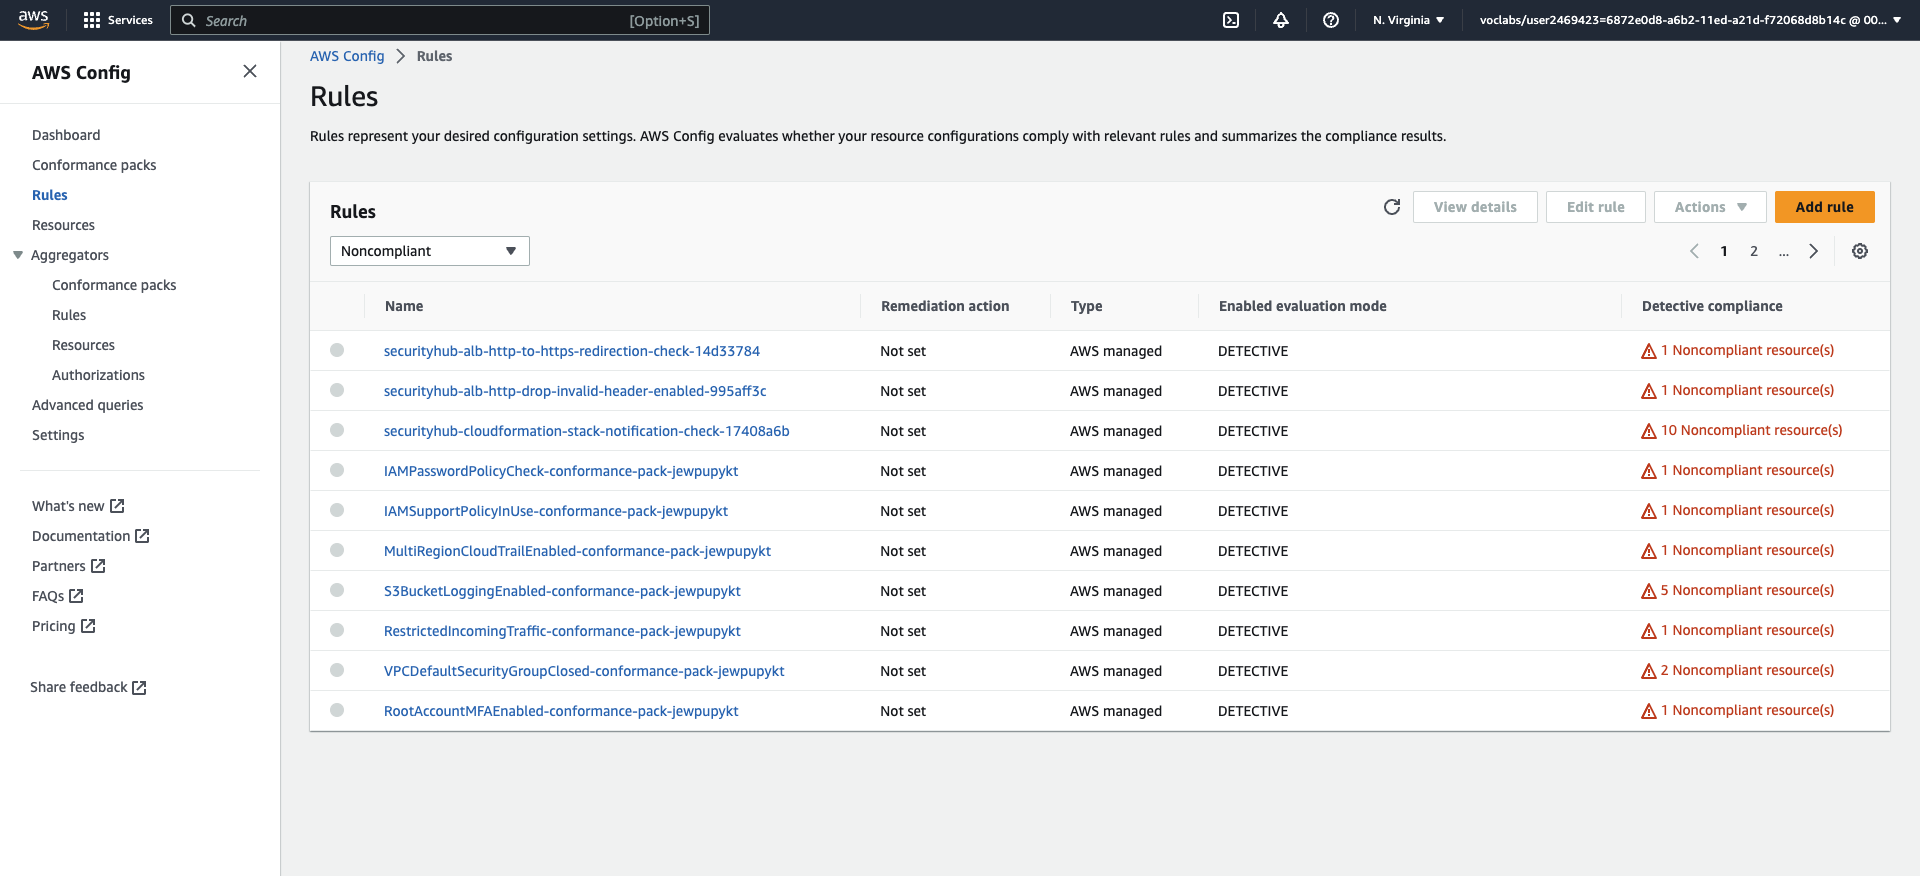 aws
Services
Search
[Option+S]
N. Virginia
voclabs/user2469423=6872e0d8-a6b2-11ed-a21d-f72068d8b14c @ 00...
AWS Config
Dashboard
Conformance packs
Rules
Resources
Aggregators
Conformance packs
Rules
Resources
Authorizations
Advanced queries
Settings
What's new
Documentation
Partners
FAQs
Pricing
Share feedback
AWS Config > Rules
Rules
Rules represent your desired configuration settings. AWS Config evaluates whether your resource configurations comply with relevant rules and summarizes the compliance results.
Rules
View details
Edit rule
Actions
Add rule
Noncompliant
1 2 ...
Name Remediation action Type Enabled evaluation mode Detective compliance
securityhub-alb-http-to-https-redirection-check-14d33784 Not set AWS managed DETECTIVE 1 Noncompliant resource(s)
securityhub-alb-http-drop-invalid-header-enabled-995aff3c Not set AWS managed DETECTIVE 1 Noncompliant resource(s)
securityhub-cloudformation-stack-notification-check-17408a6b Not set AWS managed DETECTIVE 10 Noncompliant resource(s)
IAMPasswordPolicyCheck-conformance-pack-jewpupykt Not set AWS managed DETECTIVE 1 Noncompliant resource(s)
IAMSupportPolicyInUse-conformance-pack-jewpupykt Not set AWS managed DETECTIVE 1 Noncompliant resource(s)
MultiRegionCloudTrailEnabled-conformance-pack-jewpupykt Not set AWS managed DETECTIVE 1 Noncompliant resource(s)
S3BucketLoggingEnabled-conformance-pack-jewpupykt Not set AWS managed DETECTIVE 5 Noncompliant resource(s)
RestrictedIncomingTraffic-conformance-pack-jewpupykt Not set AWS managed DETECTIVE 1 Noncompliant resource(s)
VPCDefaultSecurityGroupClosed-conformance-pack-jewpupykt Not set AWS managed DETECTIVE 2 Noncompliant resource(s)
RootAccountMFAEnabled-conformance-pack-jewpupykt Not set AWS managed DETECTIVE 1 Noncompliant resource(s)